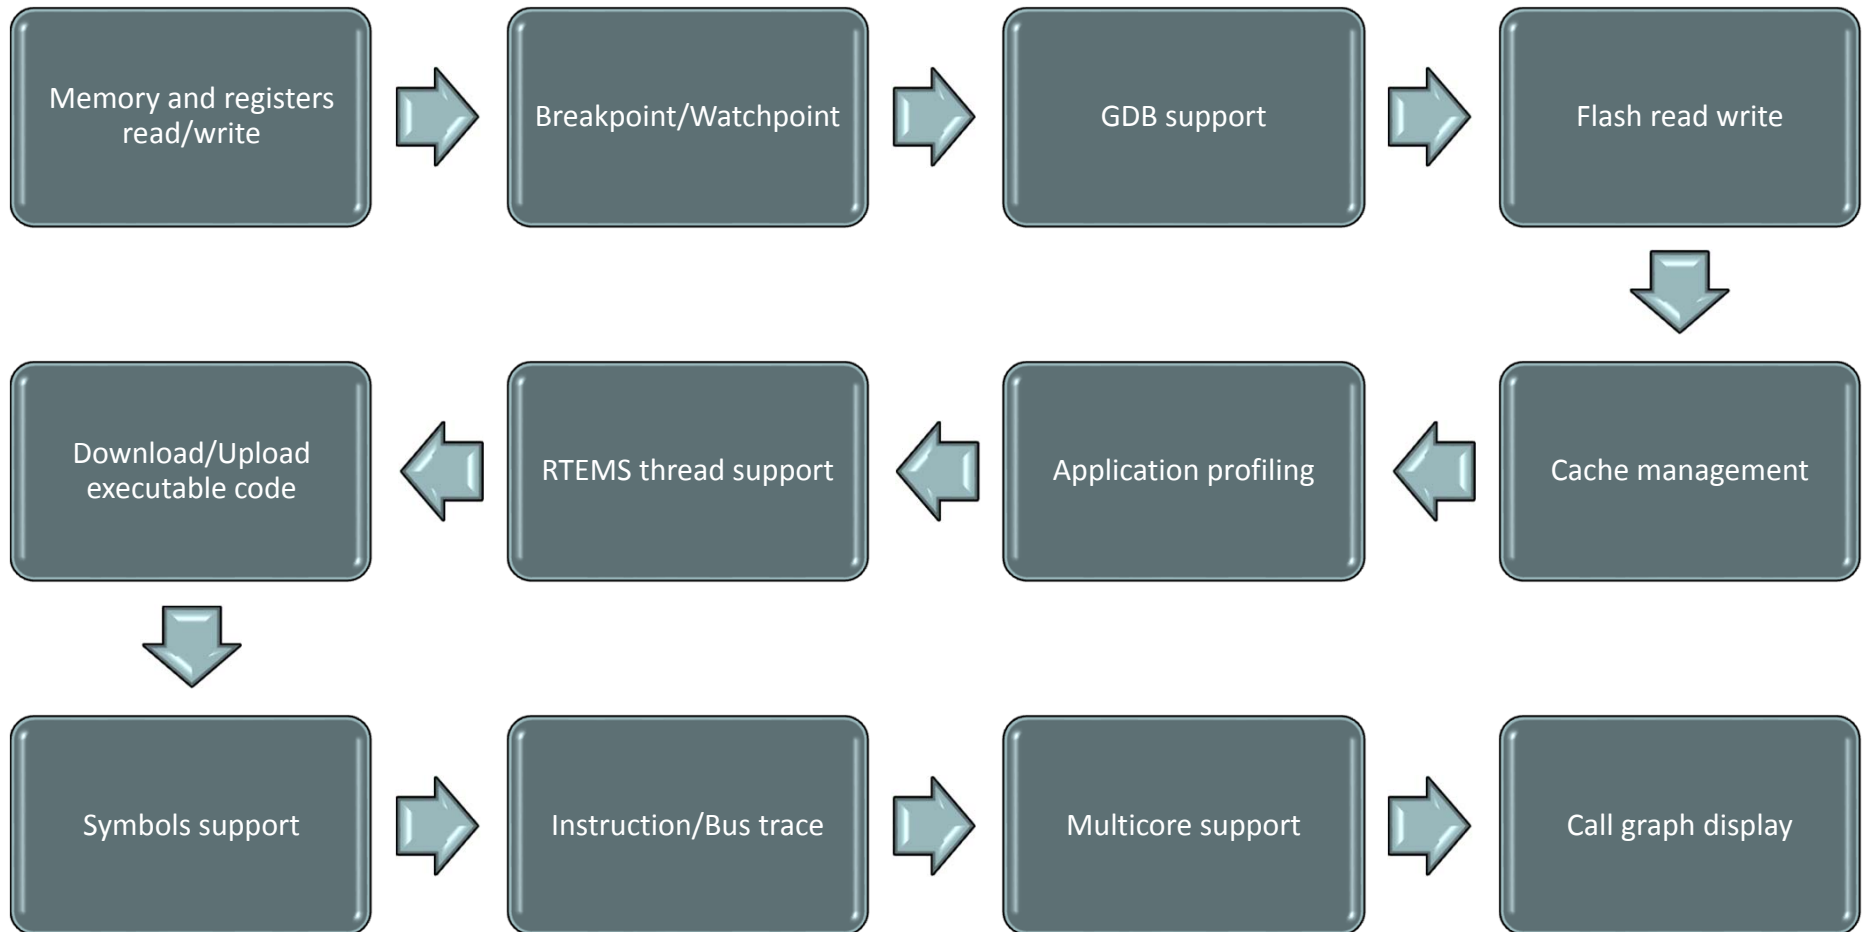 Memory and registers
read/write
Breakpoint/Watchpoint
GDB support
Flash read write
Cache management
Application profiling
RTEMS thread support
Download/Upload
executable code
Symbols support
Instruction/Bus trace
Multicore support
Call graph display